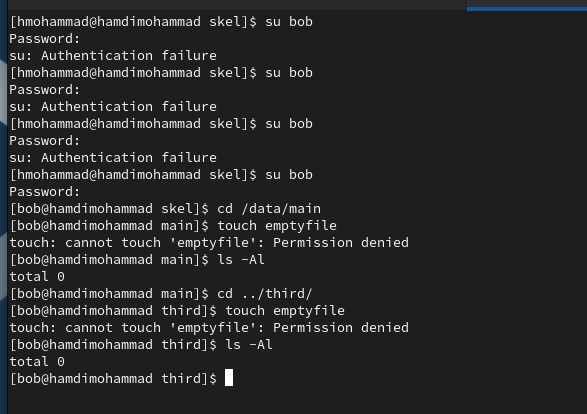 [hmohammad@hamdimohammad skel]$ su bob
Password:
su: Authentication failure
[hmohammad@hamdimohammad skel]$ su bob
Password:
su: Authentication failure
[hmohammad@hamdimohammad skel]$ su bob
Password:
su: Authentication failure
[hmohammad@hamdimohammad skel]$ su bob
Password:
[bob@hamdimohammad skel]$ cd /data/main
[bob@hamdimohammad main]$ touch emptyfile
touch: cannot touch 'emptyfile': Permission denied
[bob@hamdimohammad main]$ ls -Al
total 0
[bob@hamdimohammad main]$ cd ../third/
[bob@hamdimohammad third]$ touch emptyfile
touch: cannot touch 'emptyfile': Permission denied
[bob@hamdimohammad third]$ ls -Al
total 0
[bob@hamdimohammad third]$